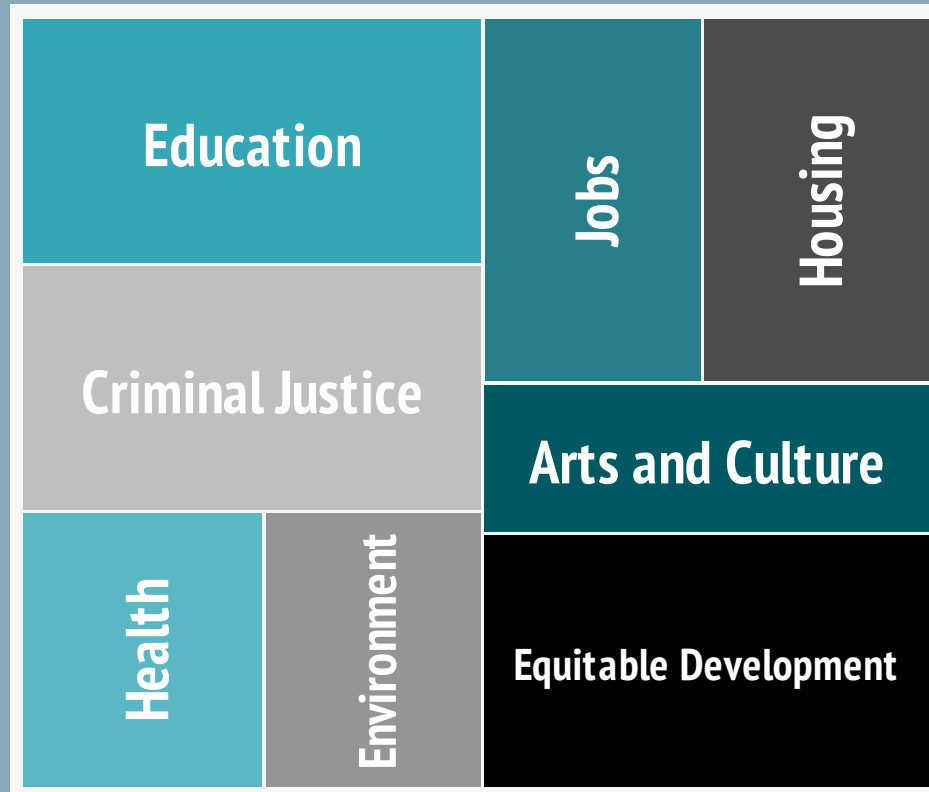 Education
Jobs
Housing
Criminal Justice
Arts and Culture
Health
Environment
Equitable Development